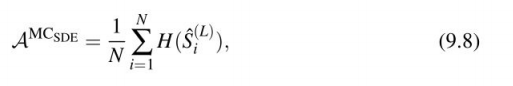 𝒜^{MC_{SDE}} = \frac{1}{N} \sum_{i=1}^{N} H(\hat{S}_i^{(L)}), (9.8)